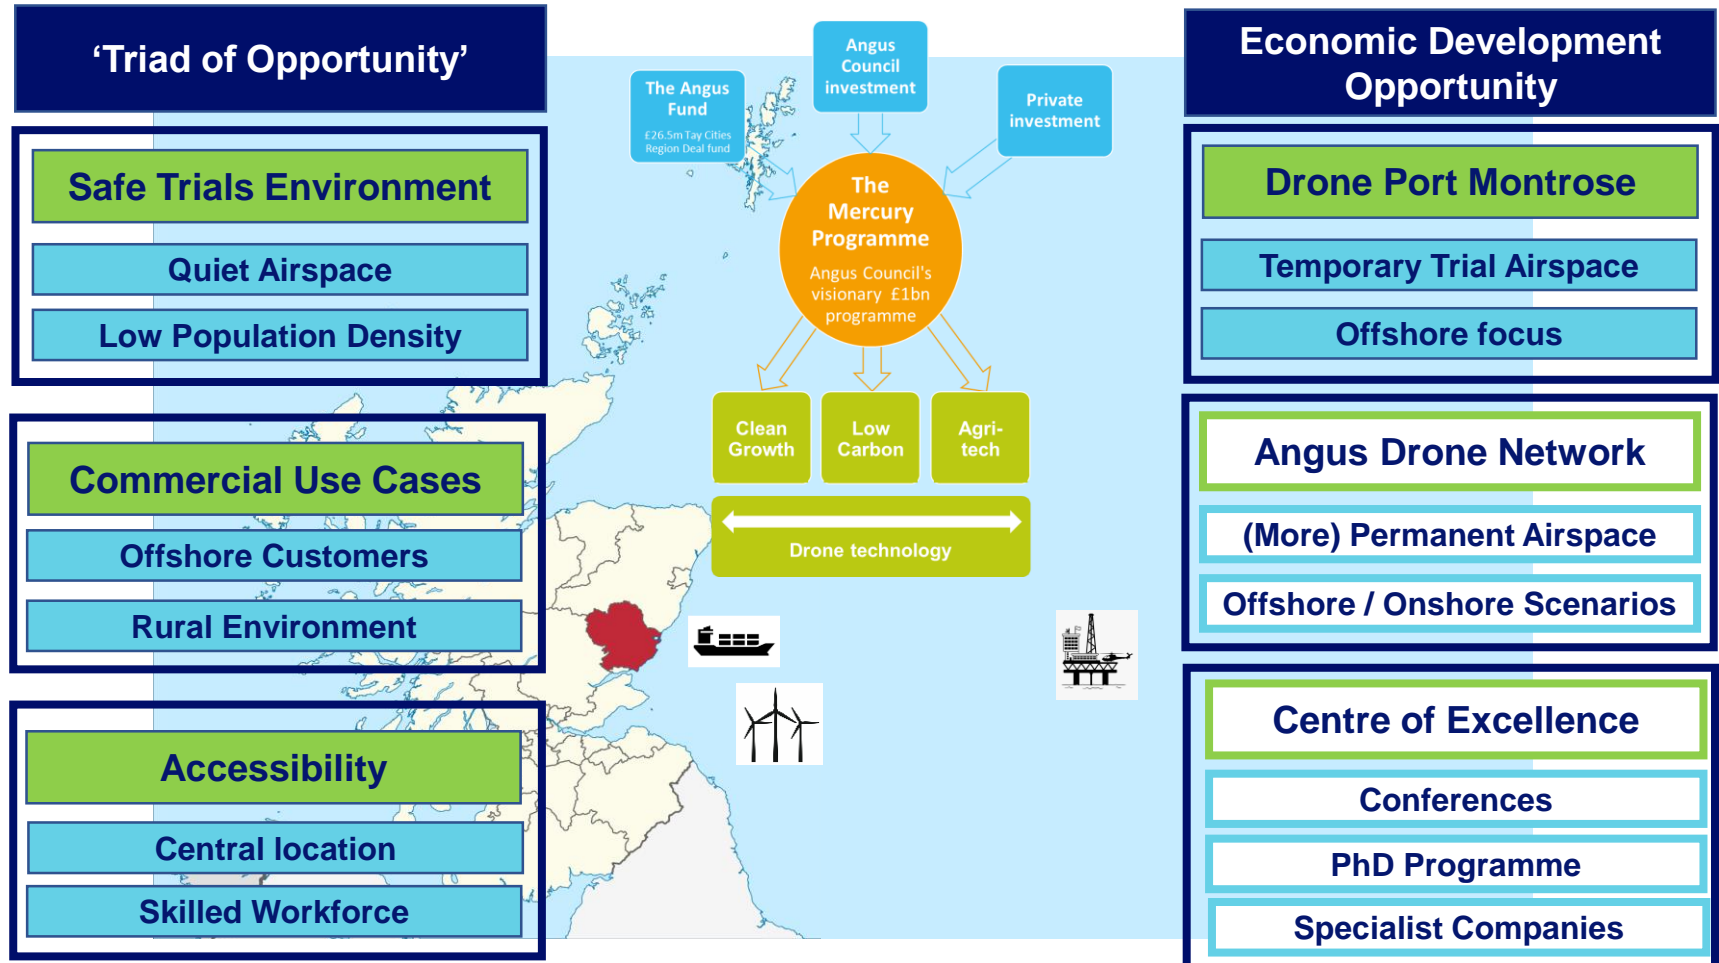 ‘Triad of Opportunity’
Safe Trials Environment
Quiet Airspace
Low Population Density
Commercial Use Cases
Offshore Customers
Rural Environment
Accessibility
Central location
Skilled Workforce
The Angus
Fund
£26.5m Tay Cities
Region Deal fund
Angus
Council
investment
Private
investment
The
Mercury
Programme
Angus Council's
visionary £1bn
programme
Clean
Growth
Low
Carbon
Agri-
tech
Drone technology
Economic Development
Opportunity
Drone Port Montrose
Temporary Trial Airspace
Offshore focus
Angus Drone Network
(More) Permanent Airspace
Offshore / Onshore Scenarios
Centre of Excellence
Conferences
PhD Programme
Specialist Companies